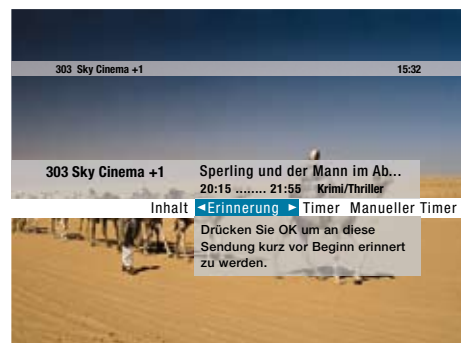 303 Sky Cinema +1 15:32
303 Sky Cinema +1 Sperling und der Mann im Ab...
20:15 ........ 21:55 Krimi/Thriller
Inhalt ◄Erinnerung ► Timer Manueller Timer
Drücken Sie OK um an diese
Sendung kurz vor Beginn erinnert
zu werden.